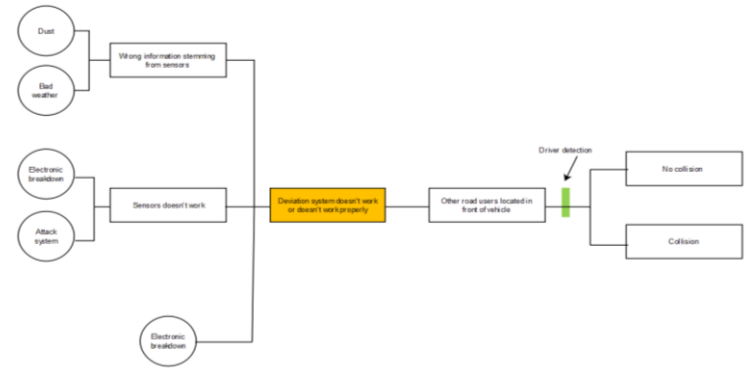 Dust
Wrong information stemming
from sensors
Bad
weather
Driver detection
No collision
Electronic
breakdown
Sensors doesn't work
Deviation system doesn't work
or doesn't work properly
Other road users located in
front of vehicle
Attack
system
Collision
Electronic
breakdown